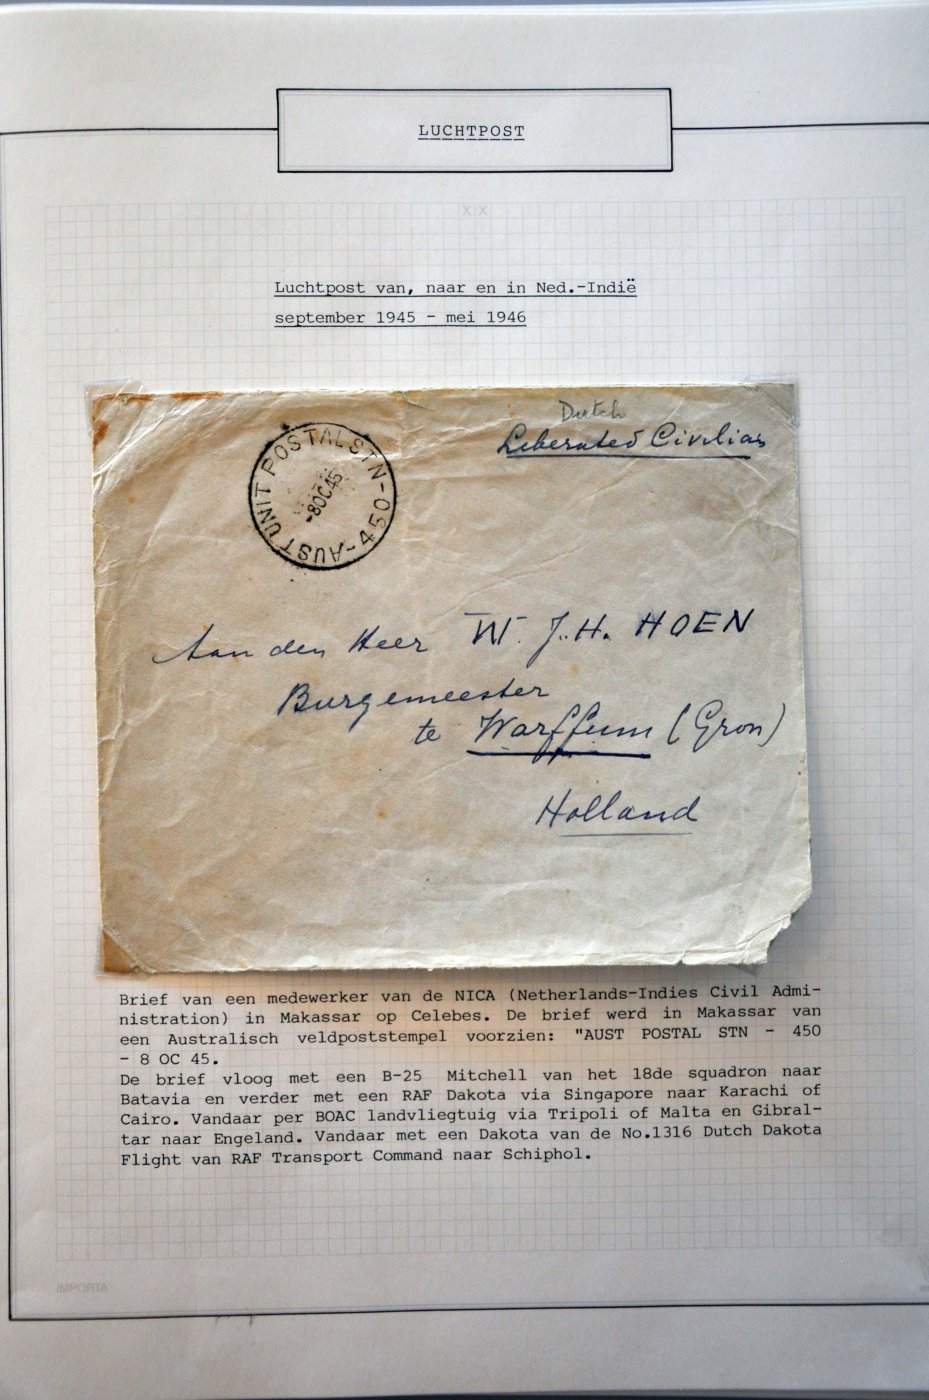 LUCHTPOST
XX
Luchtpost van, naar en in Ned.-Indië
september 1945 - mei 1946
Dutch
Liberated Civilian
AUST UNIT POSTAL STN - 450 -
-8OC45
Aan den Heer W. J. H. HOEN
Burgemeester
te Warffum (Gron)
Holland
Brief van een medewerker van de NICA (Netherlands-Indies Civil Admi-
nistration) in Makassar op Celebes. De brief werd in Makassar van
een Australisch veldpoststempel voorzien: "AUST POSTAL STN - 450
- 8 OC 45.
De brief vloog met een B-25 Mitchell van het 18de squadron naar
Batavia en verder met een RAF Dakota via Singapore naar Karachi of
Cairo. Vandaar per BOAC landvliegtuig via Tripoli of Malta en Gibral-
tar naar Engeland. Vandaar met een Dakota van de No.1316 Dutch Dakota
Flight van RAF Transport Command naar Schiphol.
IMPORTA